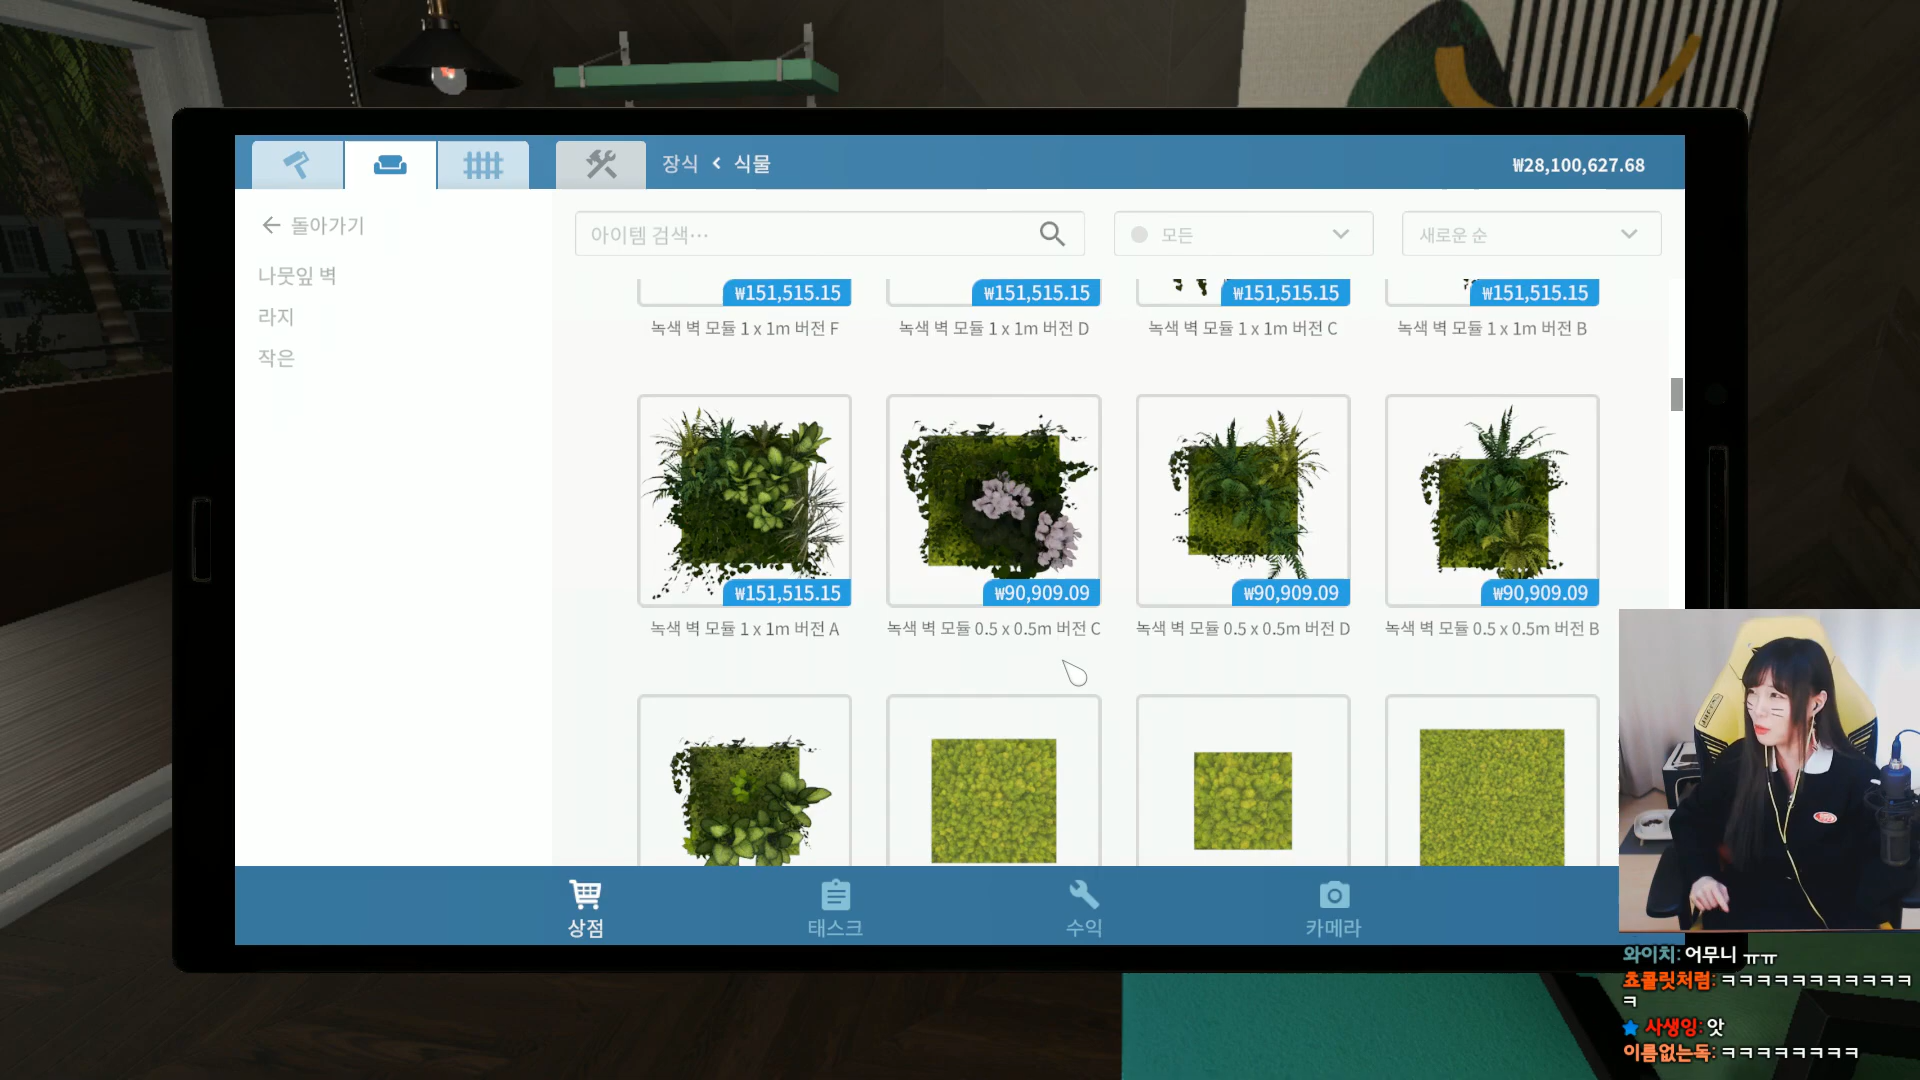 장식 < 식물
₩28,100,627.68
돌아가기
나뭇잎 벽
라지
작은
아이템 검색...
모든
새로운 순
₩151,515.15
₩151,515.15
₩151,515.15
₩151,515.15
녹색 벽 모듈 1 x 1m 버전 F
녹색 벽 모듈 1 x 1m 버전 D
녹색 벽 모듈 1 x 1m 버전 C
녹색 벽 모듈 1 x 1m 버전 B
₩151,515.15
₩90,909.09
₩90,909.09
₩90,909.09
녹색 벽 모듈 1 x 1m 버전 A
녹색 벽 모듈 0.5 x 0.5m 버전 C
녹색 벽 모듈 0.5 x 0.5m 버전 D
녹색 벽 모듈 0.5 x 0.5m 버전 B
상점
태스크
수익
카메라
와이치: 어무니 ㅠㅠ
쵸콜릿처럼: ㅋㅋㅋㅋㅋㅋㅋㅋㅋㅋㅋ
ㅋ
사생잉: 앗
이름없는독: ㅋㅋㅋㅋㅋㅋㅋㅋ